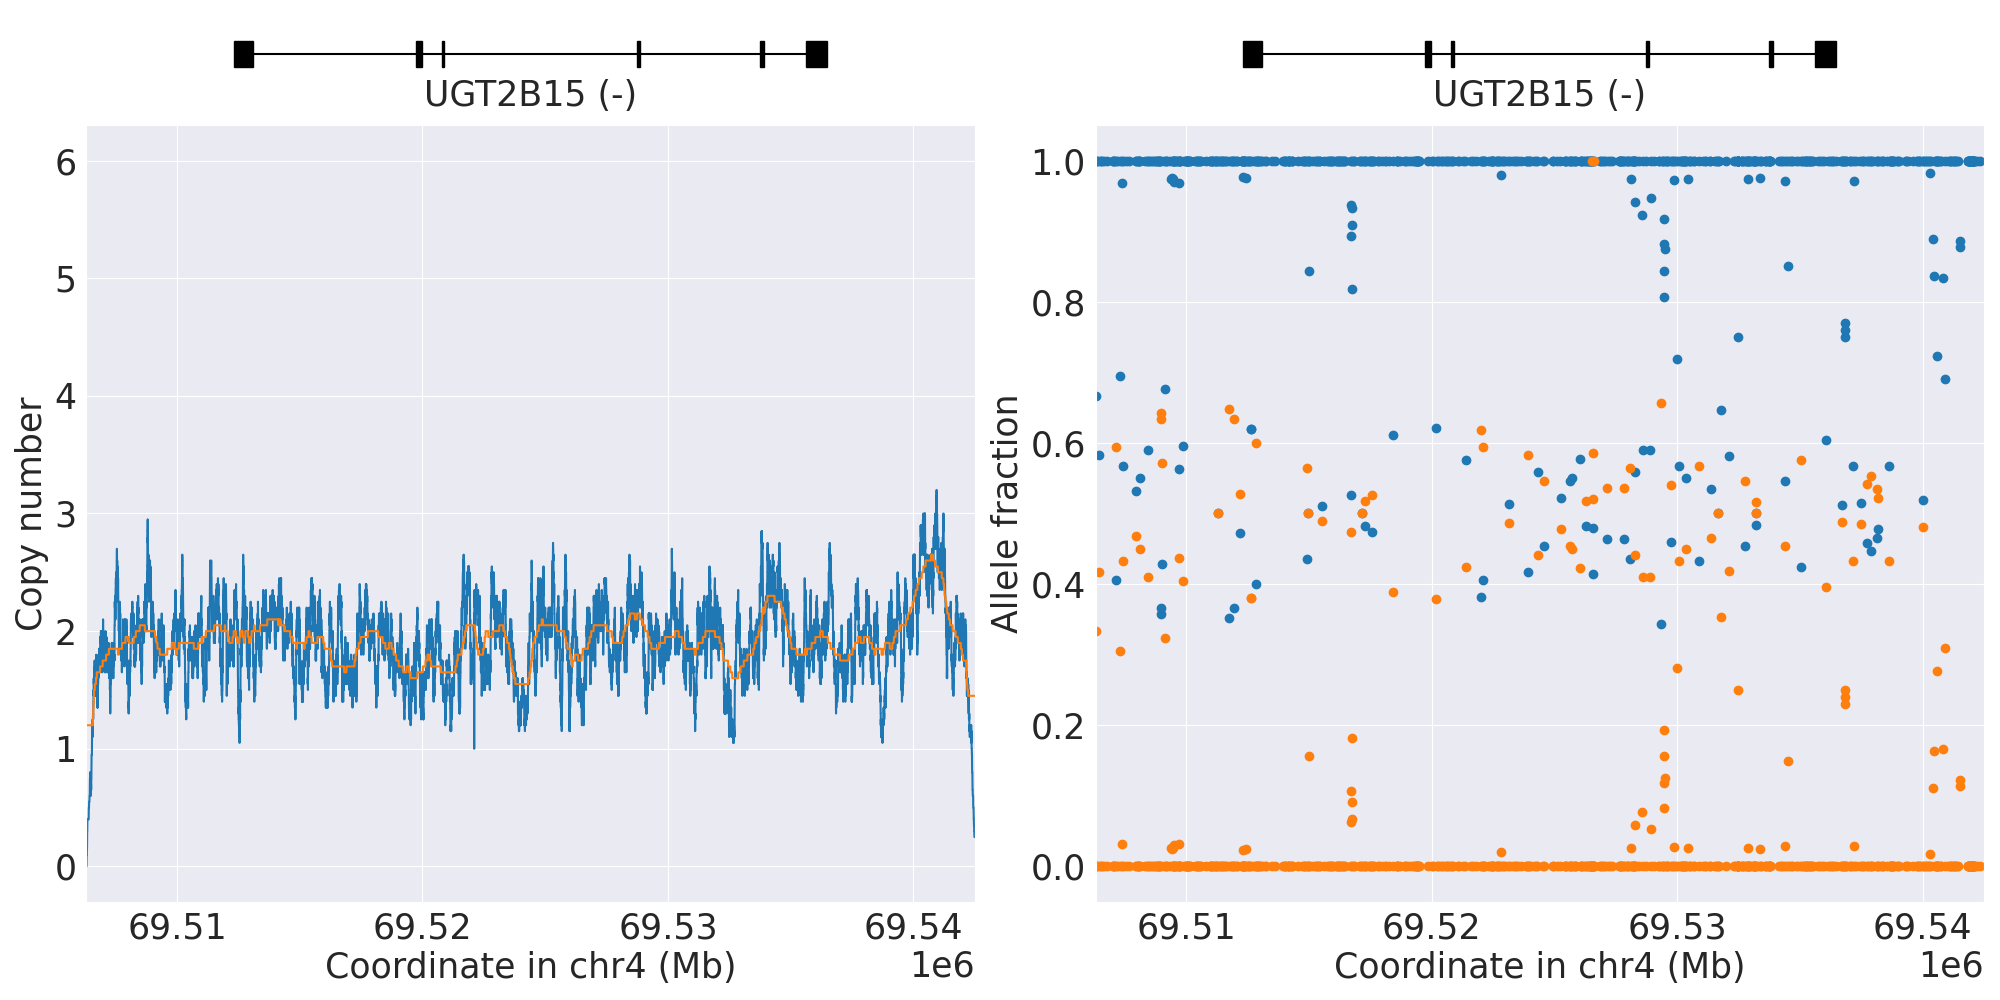 UGT2B15 (-)
UGT2B15 (-)
Copy number
6
5
4
3
2
1
0
69.51 69.52 69.53 69.54
Coordinate in chr4 (Mb)
1e6
Allele fraction
1.0
0.8
0.6
0.4
0.2
0.0
69.51 69.52 69.53 69.54
Coordinate in chr4 (Mb)
1e6